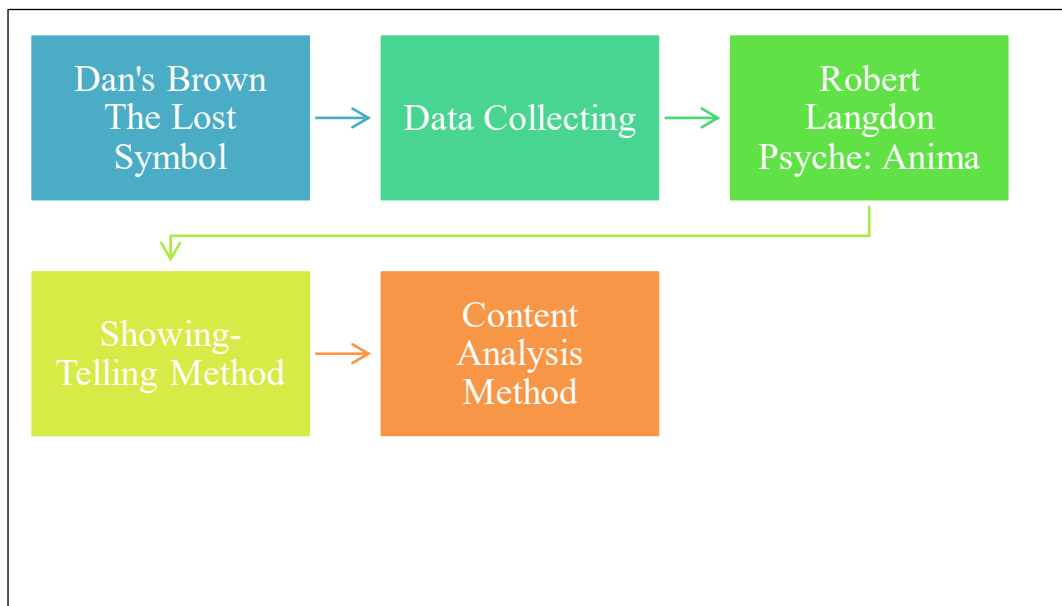 Dan's Brown
The Lost
Symbol
Data Collecting
Robert
Langdon
Psyche: Anima
Showing-
Telling Method
Content
Analysis
Method